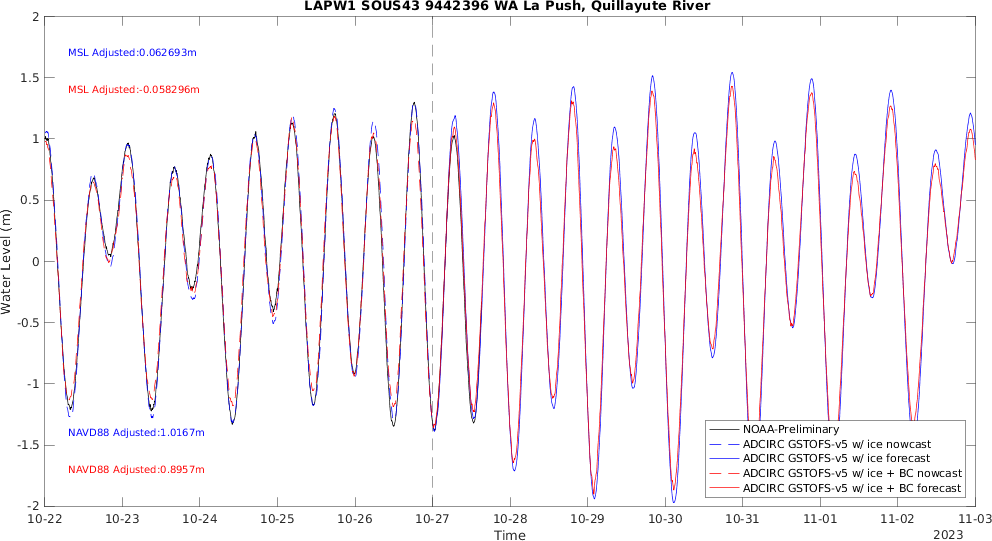 LAPW1 SOUS43 9442396 WA La Push, Quillayute River
MSL Adjusted:0.062693m
MSL Adjusted:-0.058296m
NAVD88 Adjusted:1.0167m
NAVD88 Adjusted:0.8957m
Water Level (m)
2
1.5
1
0.5
0
-0.5
-1
-1.5
-2
NOAA-Preliminary
ADCIRC GSTOFS-v5 w/ ice nowcast
ADCIRC GSTOFS-v5 w/ ice forecast
ADCIRC GSTOFS-v5 w/ ice + BC nowcast
ADCIRC GSTOFS-v5 w/ ice + BC forecast
10-22 10-23 10-24 10-25 10-26 10-27 10-28 10-29 10-30 10-31 11-01 11-02 11-03
Time
2023